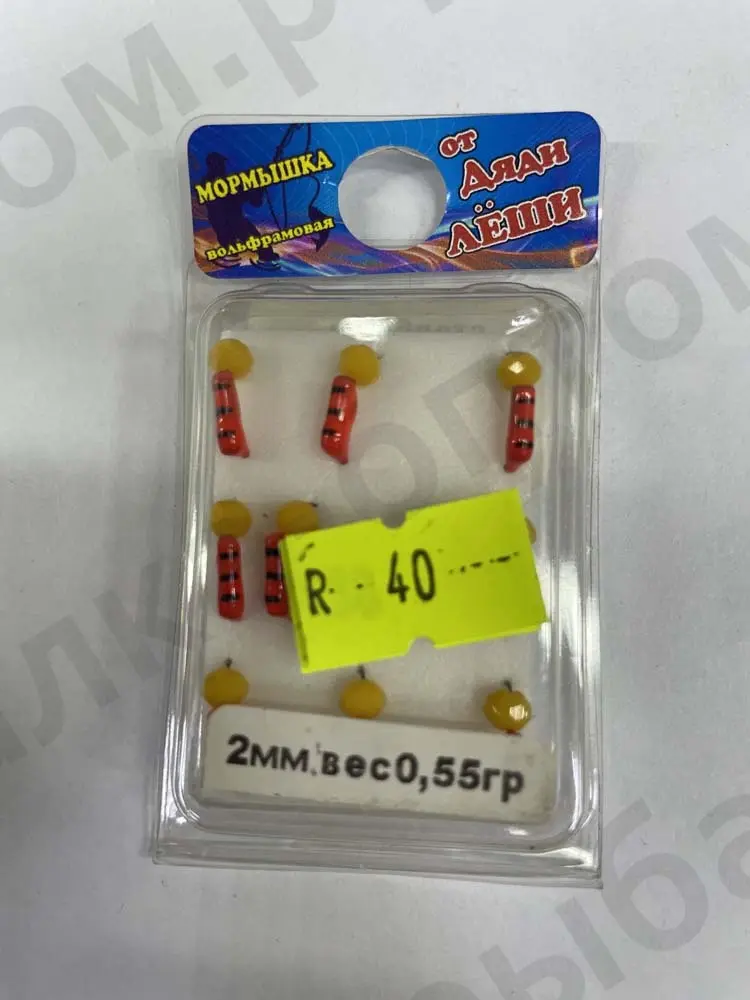 МОРМЫШКА
вольфрамовая
от
ДЯДИ
ЛЁШИ
R 40
2мм.вес0,55гр